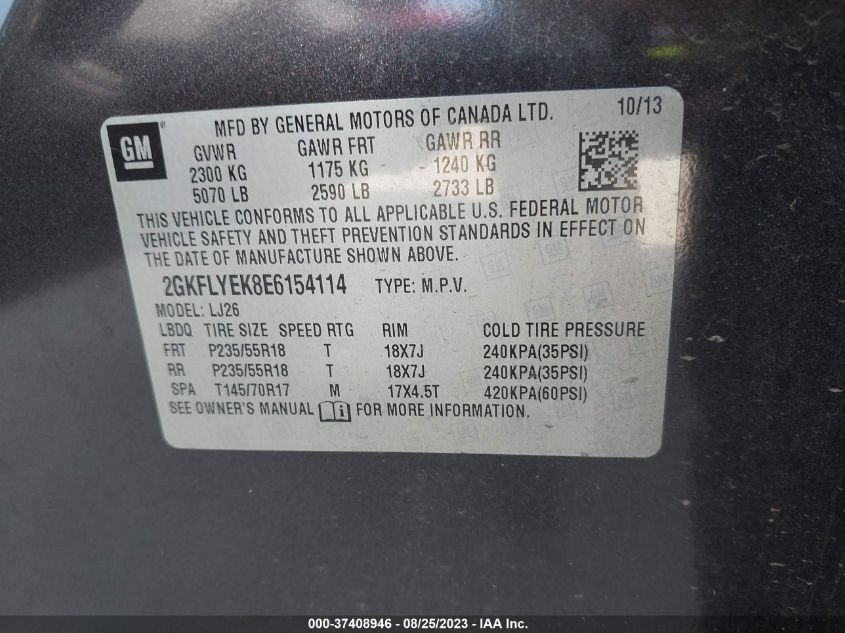 GM ®
MFD BY GENERAL MOTORS OF CANADA LTD. 10/13
GVWR GAWR FRT GAWR RR
2300 KG 1175 KG 1240 KG
5070 LB 2590 LB 2733 LB
THIS VEHICLE CONFORMS TO ALL APPLICABLE U.S. FEDERAL MOTOR
VEHICLE SAFETY AND THEFT PREVENTION STANDARDS IN EFFECT ON
THE DATE OF MANUFACTURE SHOWN ABOVE.
2GKFLYEK8E6154114 TYPE: M.P.V.
MODEL: LJ26
LBDQ TIRE SIZE SPEED RTG RIM COLD TIRE PRESSURE
FRT P235/55R18 T 18X7J 240KPA(35PSI)
RR P235/55R18 T 18X7J 240KPA(35PSI)
SPA T145/70R17 M 17X4.5T 420KPA(60PSI)
SEE OWNER'S MANUAL i FOR MORE INFORMATION.
000-37408946 - 08/25/2023 - IAA Inc.